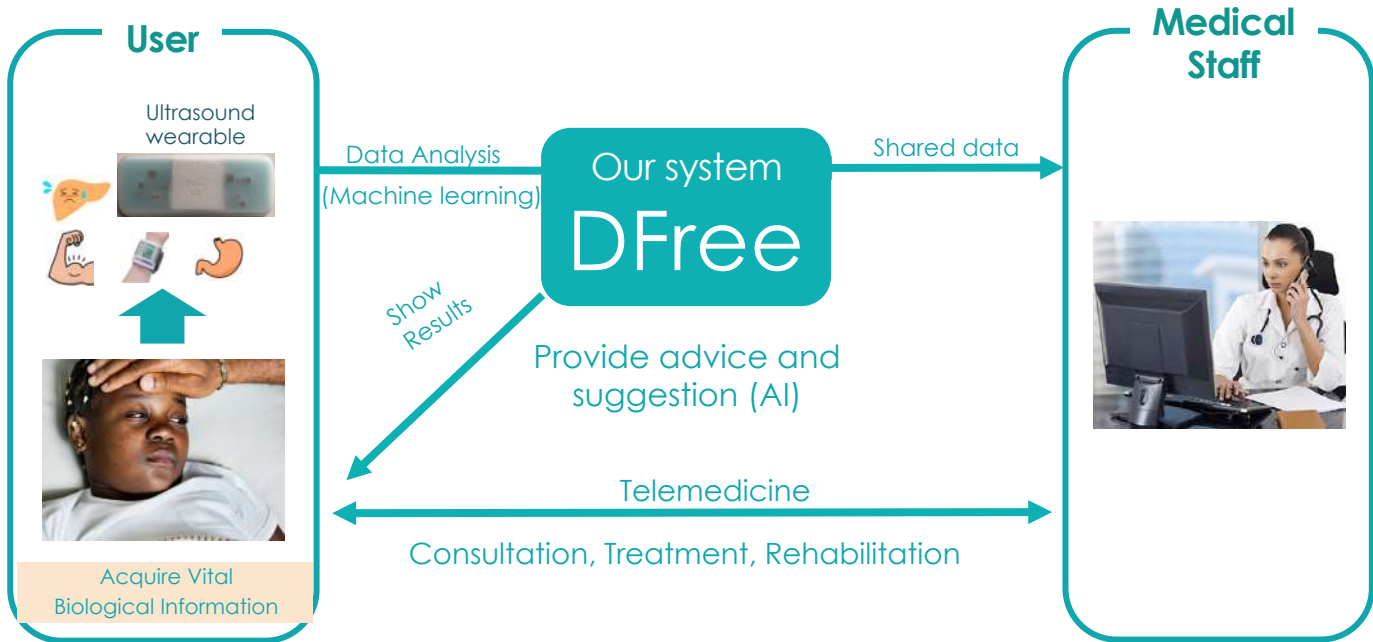 User
Medical
Staff
Ultrasound
wearable
Data Analysis
(Machine learning)
Our system
DFree
Shared data
Show
Results
Provide advice and
suggestion (AI)
Telemedicine
Consultation, Treatment, Rehabilitation
Acquire Vital
Biological Information